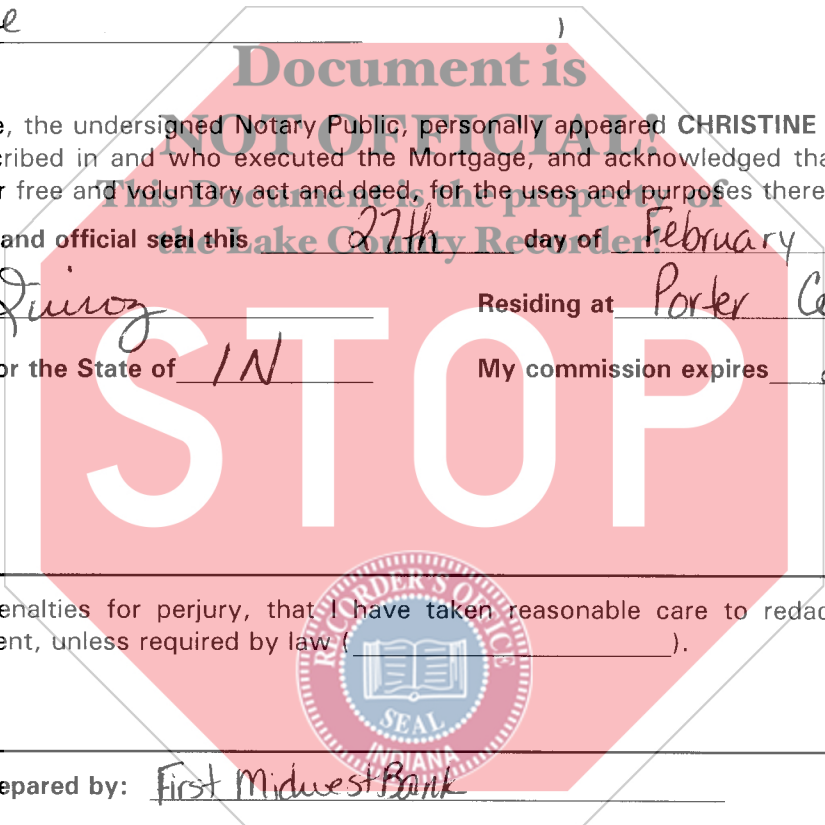 Document is
NOT OFFICIAL!
e, the undersigned Notary Public, personally appeared CHRISTINE
cribed in and who executed the Mortgage, and acknowledged tha
This Document is the property of
r free and voluntary act and deed, for the uses and purposes there
the Lake County Recorder!
and official seal this 27th day of February
Quiroz Residing at Porter Co
or the State of IN My commission expires
STOP
enalties for perjury, that I have taken reasonable care to redac
ent, unless required by law ( ).
RECORDER'S OFFICE
SEAL
INDIANA
epared by: First Midwest Bank